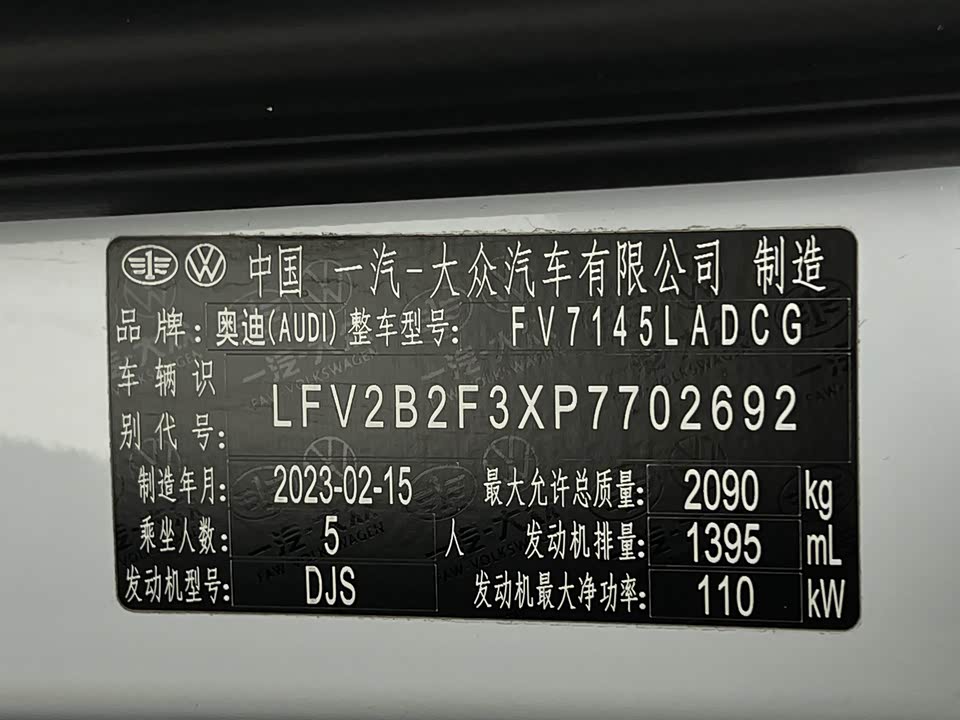 中国 一汽-大众汽车有限公司 制造
品牌: 奥迪(AUDI) 整车型号: FV7145LADCG
车辆识别代号: LFV2B2F3XP7702692
制造年月: 2023-02-15 最大允许总质量: 2090 kg
乘坐人数: 5 人 发动机排量: 1395 mL
发动机型号: DJS 发动机最大净功率: 110 kW